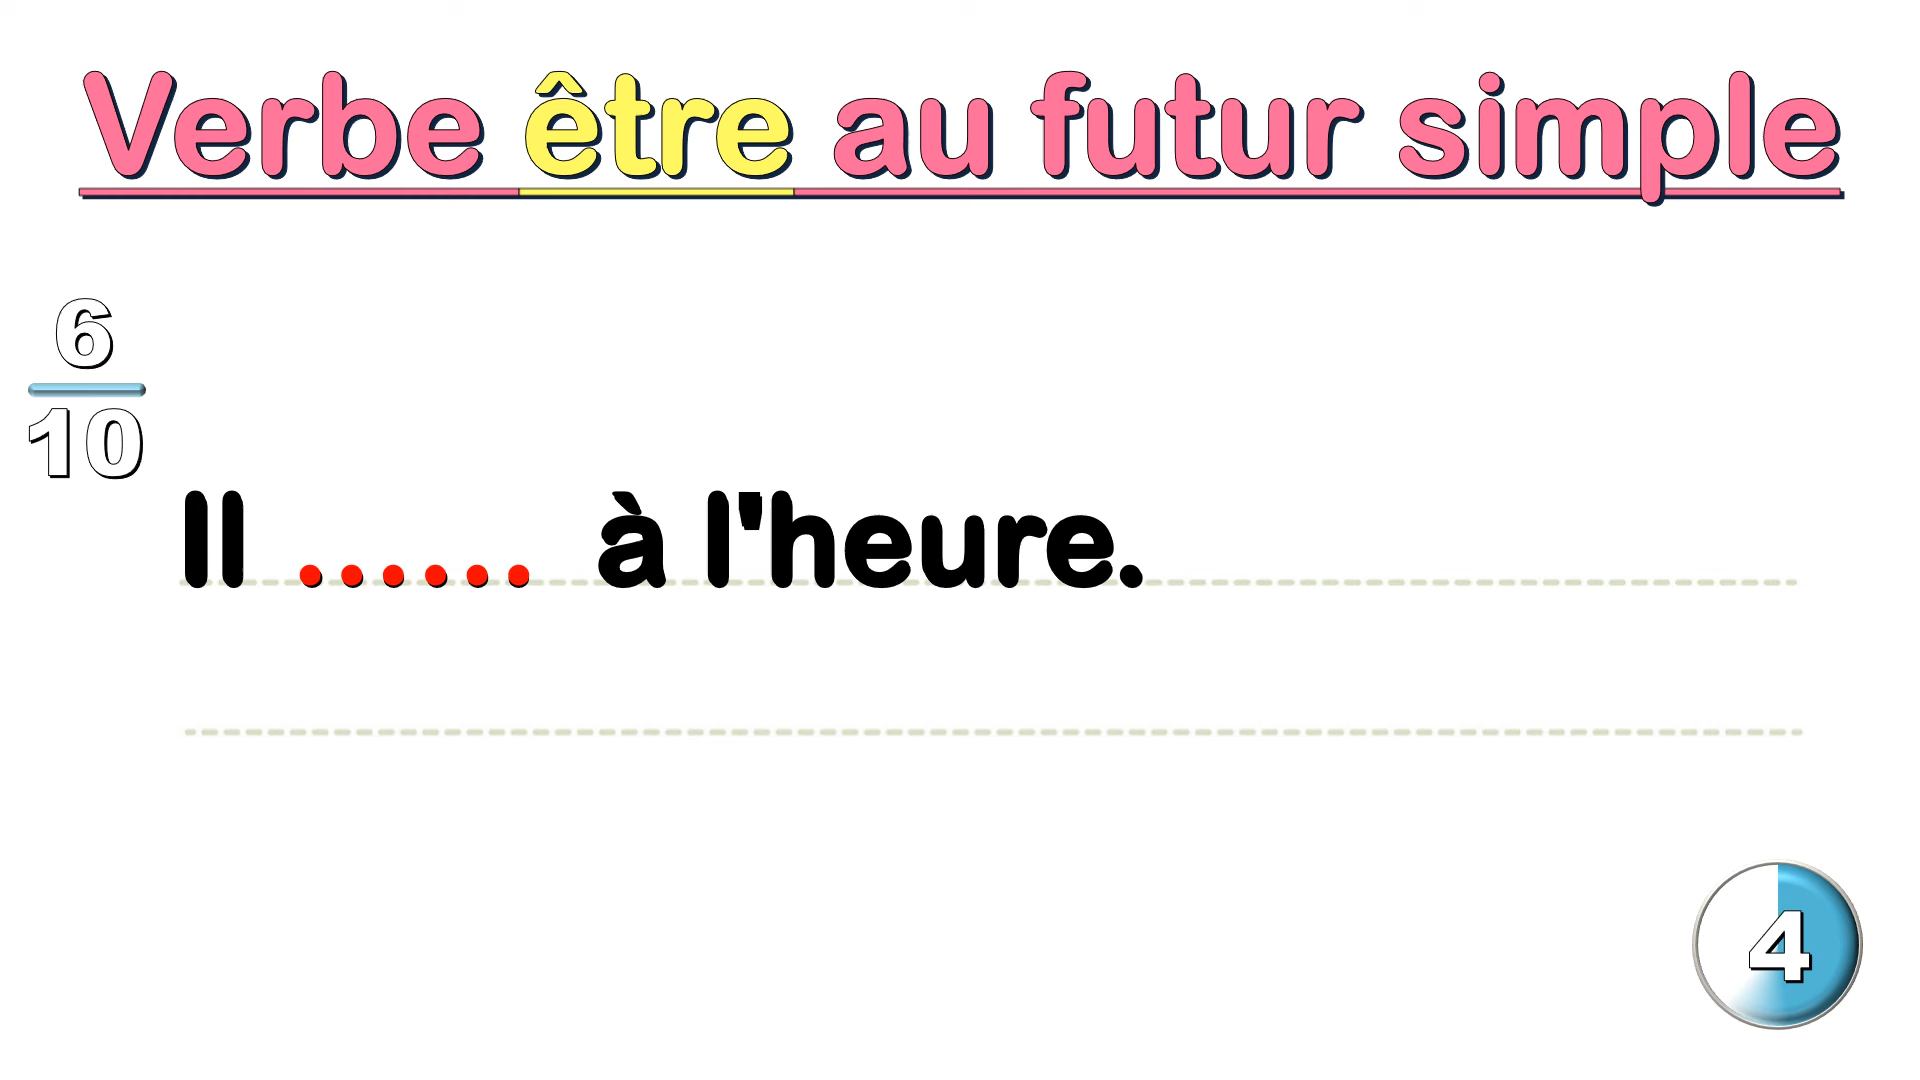 Verbe être au futur simple
6
10
Il ...... à l'heure.
4